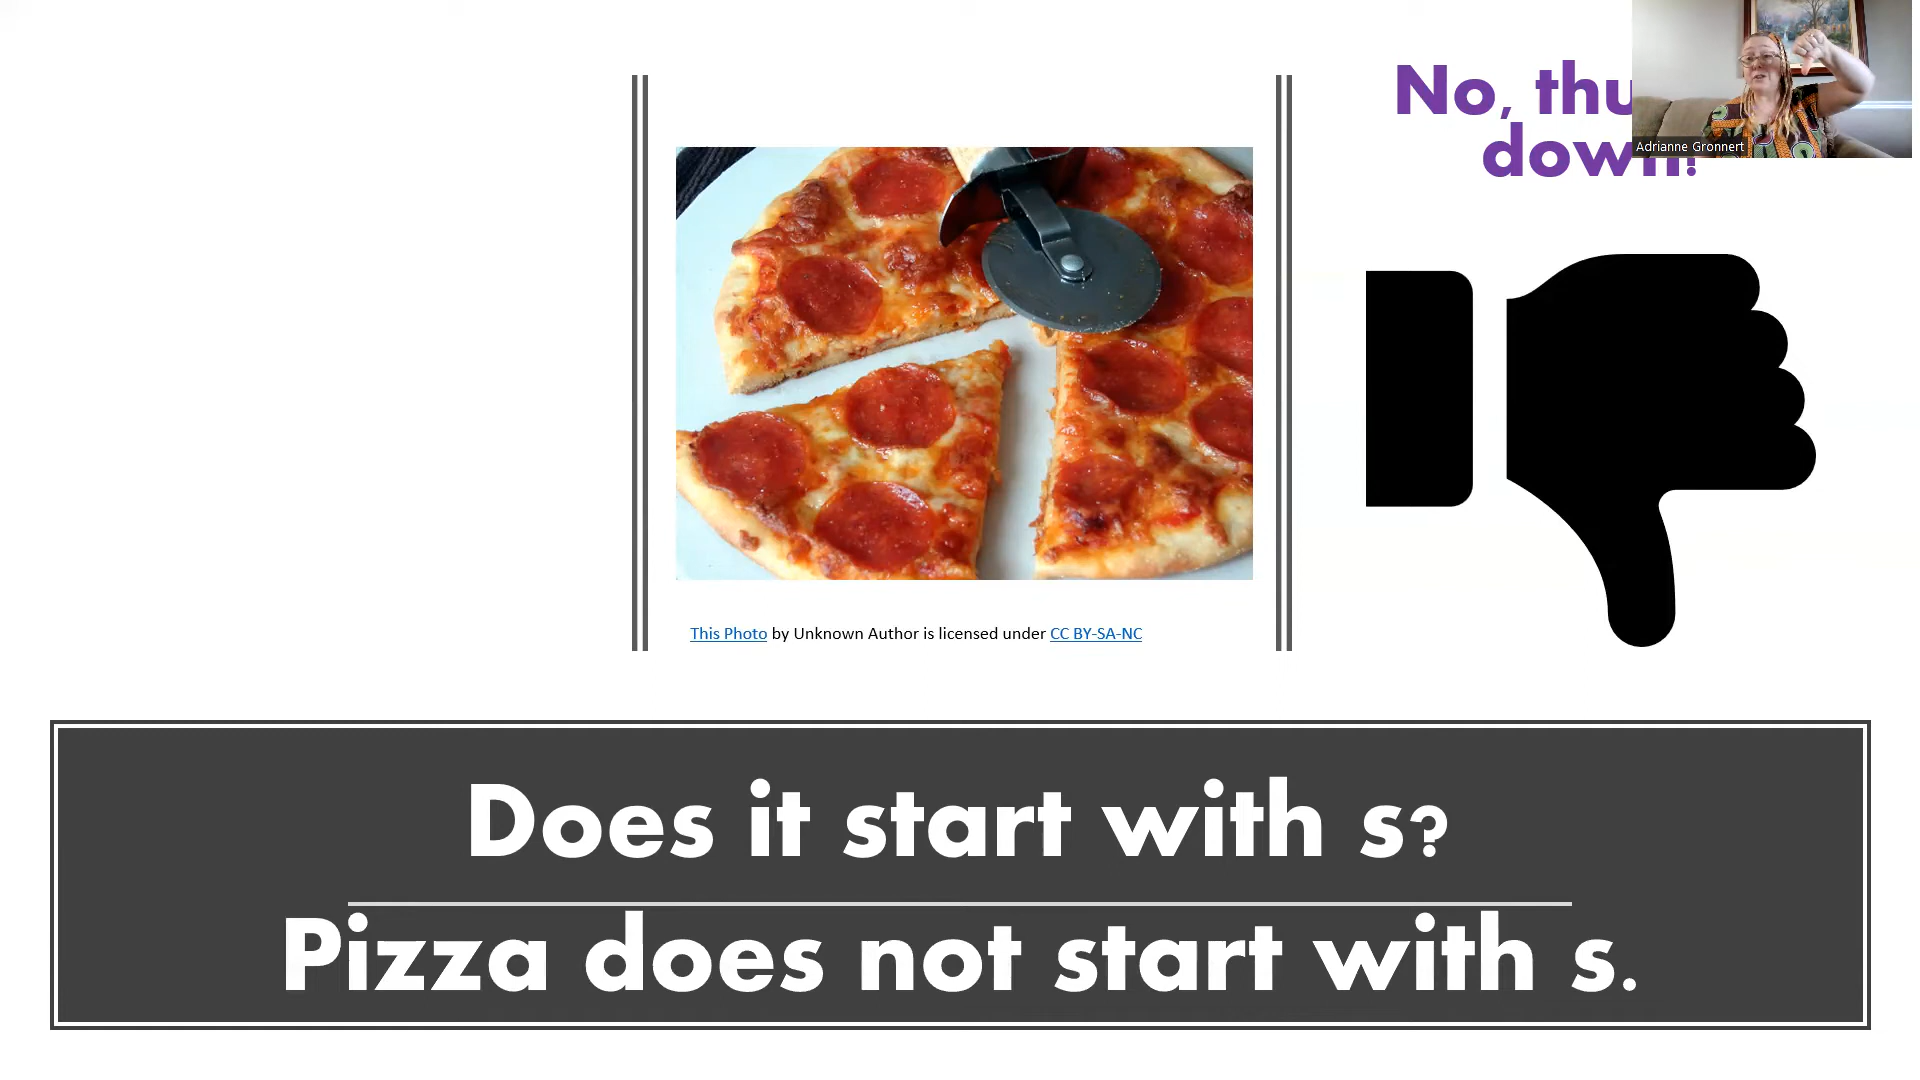 No, thu
down!
Adrianne Gronnert
This Photo by Unknown Author is licensed under CC BY-SA-NC
Does it start with s?
Pizza does not start with s.